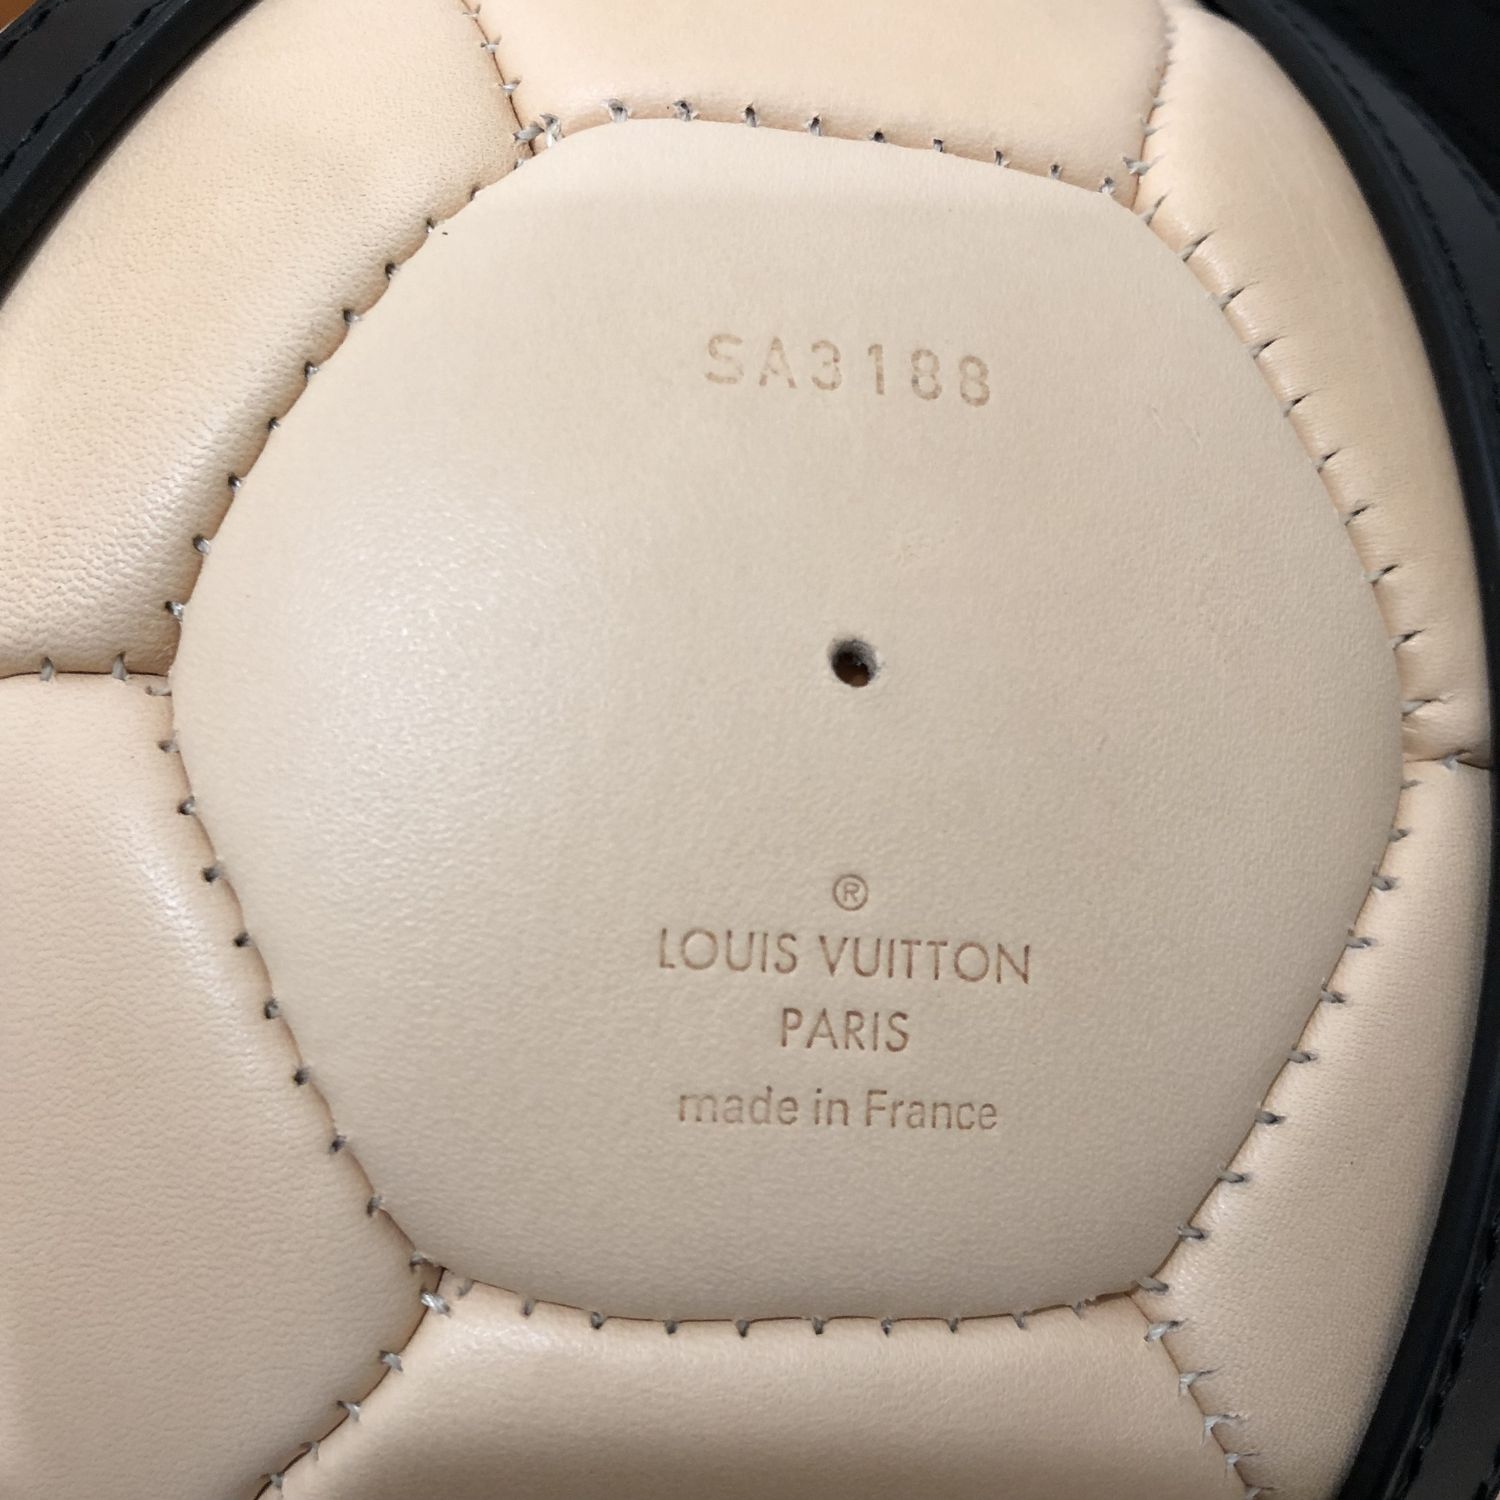 SA3188
®
LOUIS VUITTON
PARIS
made in France